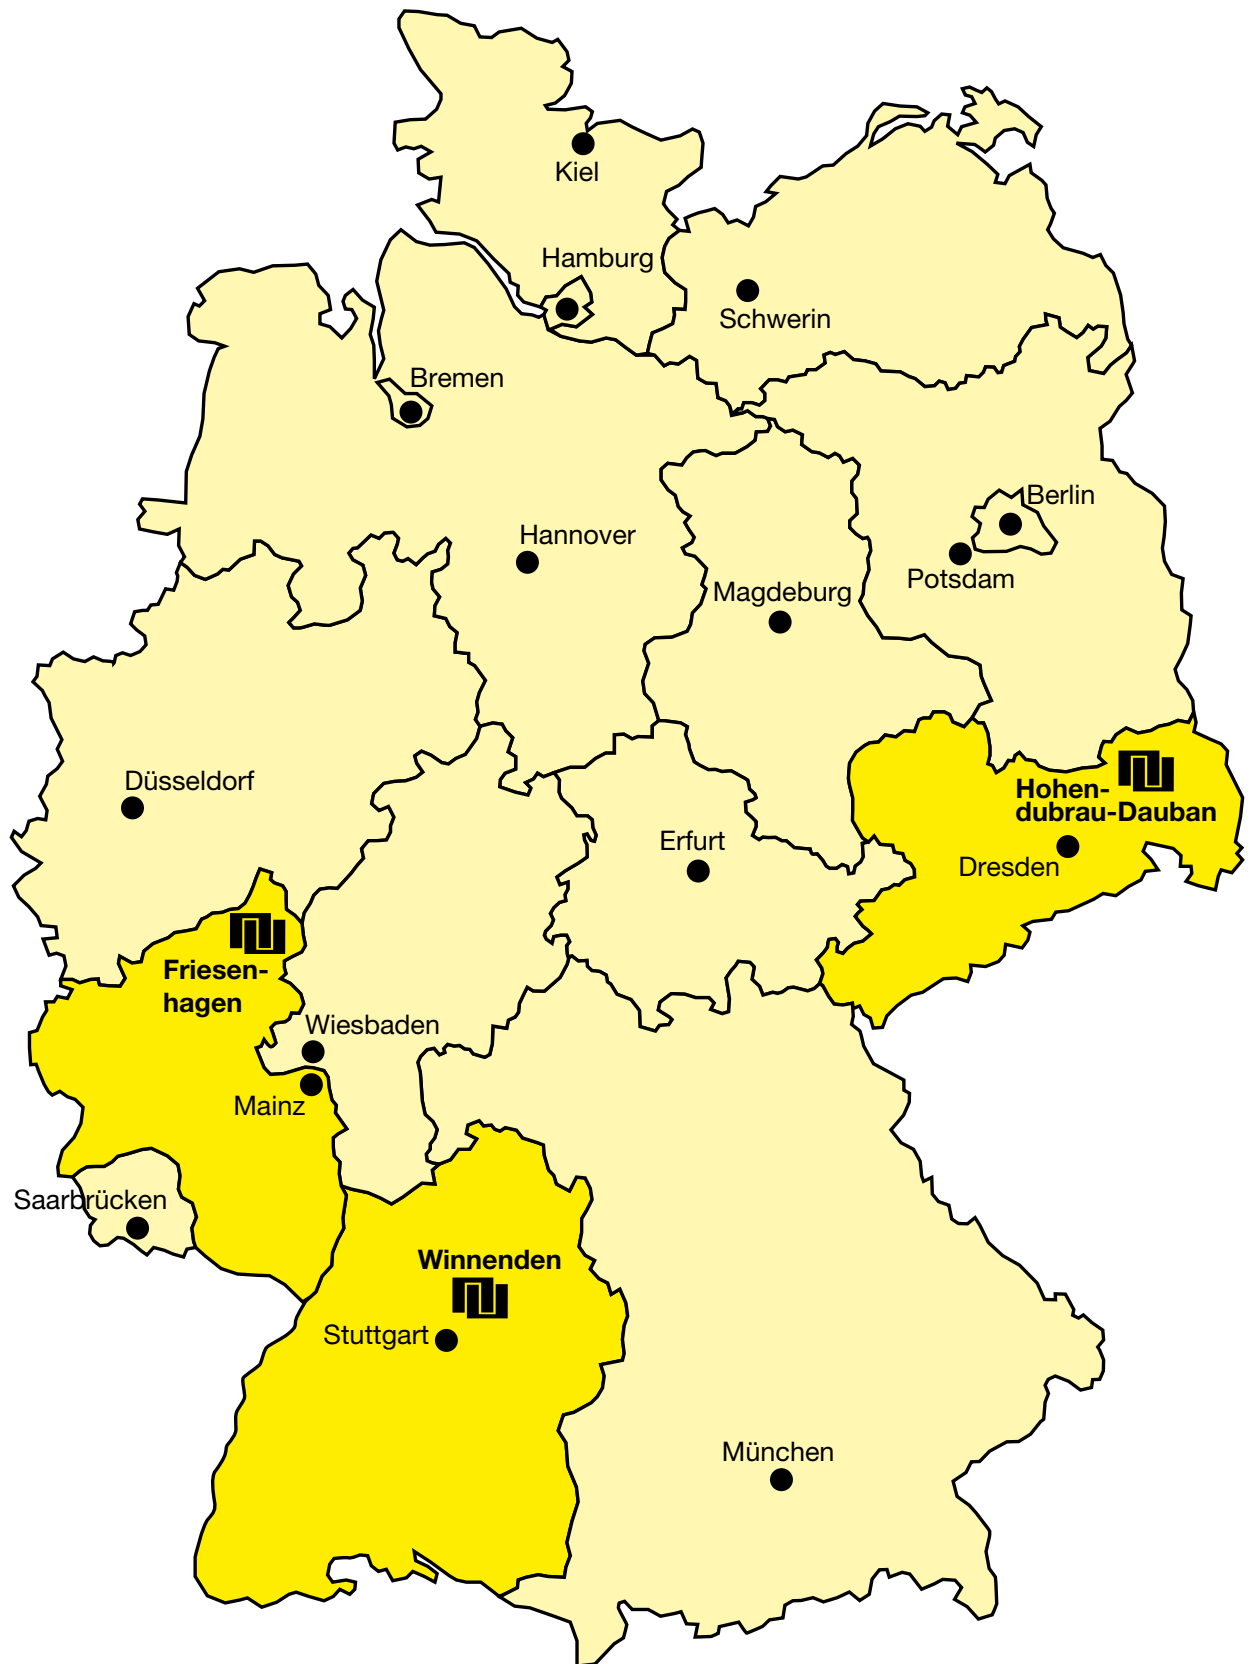 Kiel
Hamburg
Schwerin
Bremen
Berlin
Hannover
Potsdam
Magdeburg
Düsseldorf
Hohen-
dubrau-Dauban
Erfurt
Dresden
Friesen-
hagen
Wiesbaden
Mainz
Saarbrücken
Winnenden
Stuttgart
München